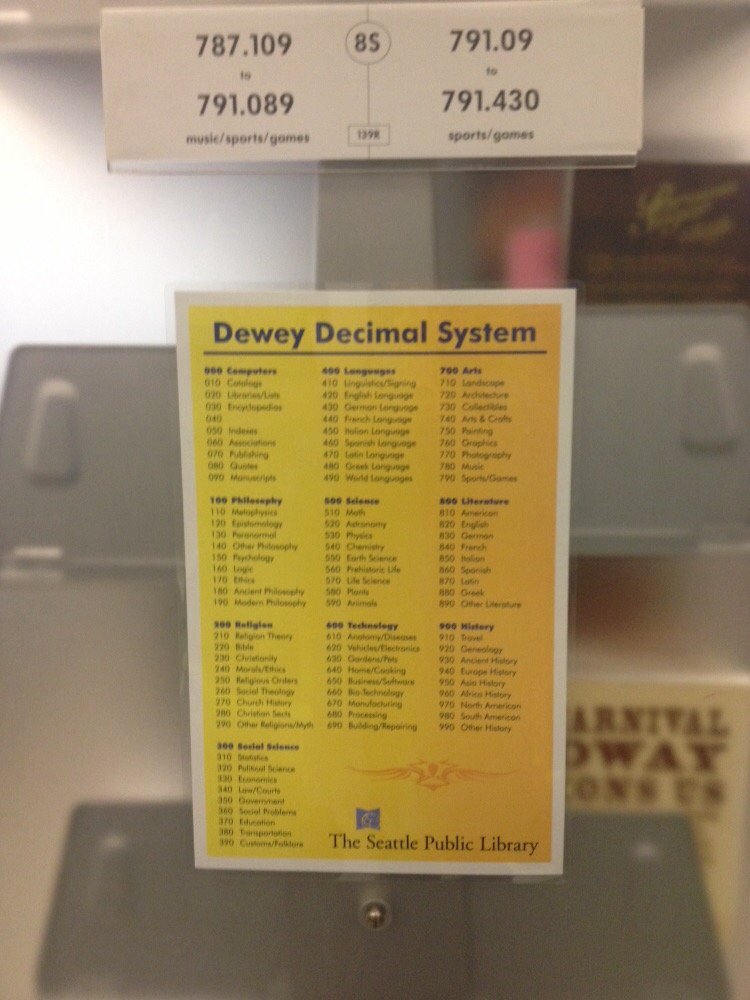 787.109
to
791.089
music/sports/games
8S
139R
791.09
to
791.430
sports/games
Dewey Decimal System
000 Computers
010 Catalogs
020 Libraries/Lists
030 Encyclopedias
040
050 Indexes
060 Associations
070 Publishing
080 Quotes
090 Manuscripts
100 Philosophy
110 Metaphysics
120 Epistomology
130 Paranormal
140 Other Philosophy
150 Psychology
160 Logic
170 Ethics
180 Ancient Philosophy
190 Modern Philosophy
200 Religion
210 Religion Theory
220 Bible
230 Christianity
240 Morals/Ethics
250 Religious Orders
260 Social Theology
270 Church History
280 Christian Sects
290 Other Religions/Myth
300 Social Science
310 Statistics
320 Political Science
330 Economics
340 Law/Courts
350 Government
360 Social Problems
370 Education
380 Transportation
390 Customs/Folklore
400 Languages
410 Linguistics/Signing
420 English Language
430 German Language
440 French Language
450 Italian Language
460 Spanish Language
470 Latin Language
480 Greek Language
490 World Languages
500 Science
510 Math
520 Astronomy
530 Physics
540 Chemistry
550 Earth Science
560 Prehistoric Life
570 Life Science
580 Plants
590 Animals
600 Technology
610 Anatomy/Diseases
620 Vehicles/Electronics
630 Gardens/Pets
640 Home/Cooking
650 Business/Software
660 Bio-Technology
670 Manufacturing
680 Processing
690 Building/Repairing
700 Arts
710 Landscape
720 Architecture
730 Collectibles
740 Arts & Crafts
750 Painting
760 Graphics
770 Photography
780 Music
790 Sports/Games
800 Literature
810 American
820 English
830 German
840 French
850 Italian
860 Spanish
870 Latin
880 Greek
890 Other Literature
900 History
910 Travel
920 Genealogy
930 Ancient History
940 Europe History
950 Asia History
960 Africa History
970 North American
980 South American
990 Other History
The Seattle Public Library
ARNIVAL
DWAY
IONS US